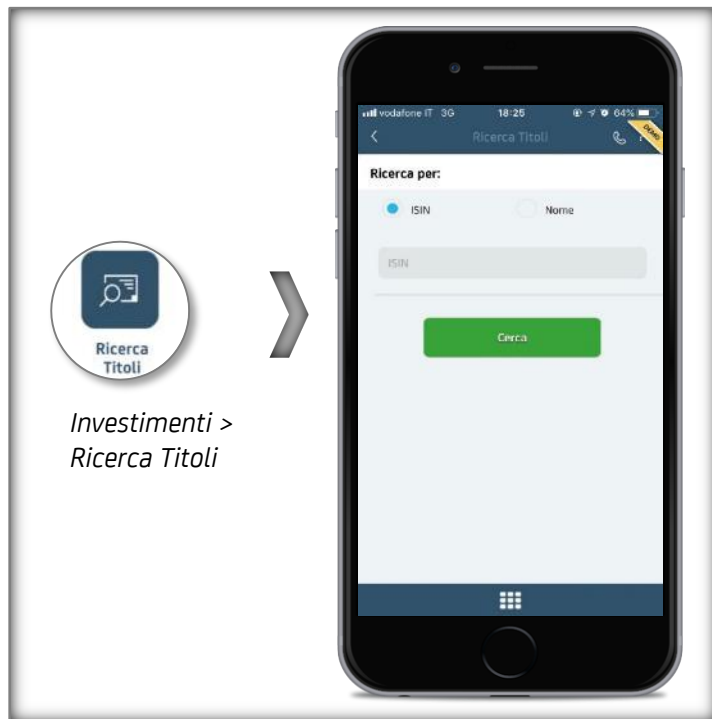 vodafone IT 3G 18:25 64%
Ricerca Titoli
DEMO
Ricerca per:
ISIN Nome
ISIN
Cerca
Ricerca
Titoli
Investimenti >
Ricerca Titoli